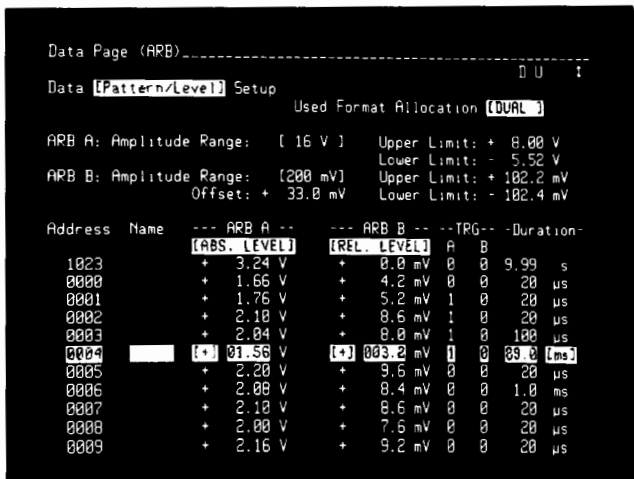 Data Page (ARB)
D U ↕
Data [Pattern/Level] Setup
Used Format Allocation [DUAL ]
ARB A: Amplitude Range: [ 16 V ] Upper Limit: + 8.00 V
Lower Limit: - 5.52 V
ARB B: Amplitude Range: [200 mV] Upper Limit: + 102.2 mV
Offset: + 33.0 mV Lower Limit: - 102.4 mV
Address Name --- ARB A -- --- ARB B -- --TRG-- -Duration-
[ABS. LEVEL] [REL. LEVEL] A B
1023 + 3.24 V + 0.0 mV 0 0 9.99 s
0000 + 1.66 V + 4.2 mV 0 0 20 µs
0001 + 1.76 V + 5.2 mV 1 0 20 µs
0002 + 2.10 V + 8.6 mV 1 0 20 µs
0003 + 2.04 V + 8.0 mV 1 0 100 µs
0004 [+] 01.56 V [+] 003.2 mV 1 0 09.0 [ms]
0005 + 2.20 V + 9.6 mV 0 0 20 µs
0006 + 2.08 V + 8.4 mV 0 0 1.0 ms
0007 + 2.10 V + 8.6 mV 0 0 20 µs
0008 + 2.00 V + 7.6 mV 0 0 20 µs
0009 + 2.16 V + 9.2 mV 0 0 20 µs